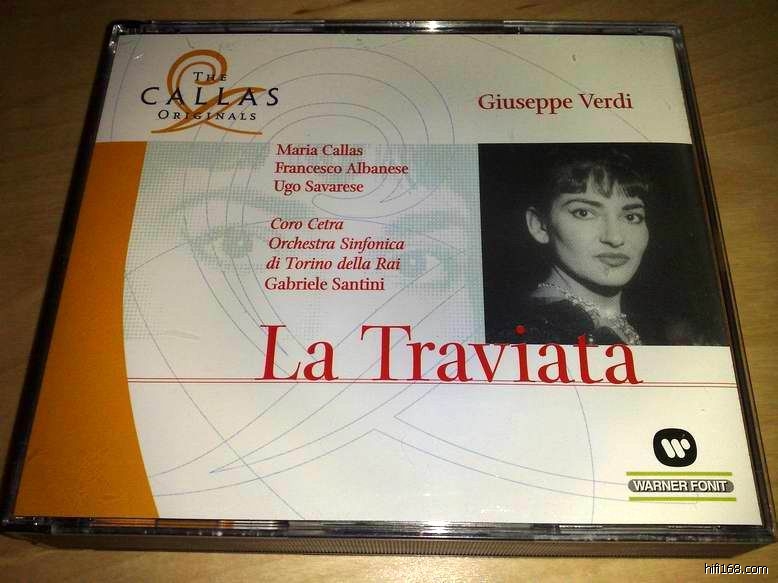 THE
CALLAS
ORIGINALS
Giuseppe Verdi
Maria Callas
Francesco Albanese
Ugo Savarese
Coro Cetra
Orchestra Sinfonica
di Torino della Rai
Gabriele Santini
La Traviata
WARNER FONIT
hifi168.com